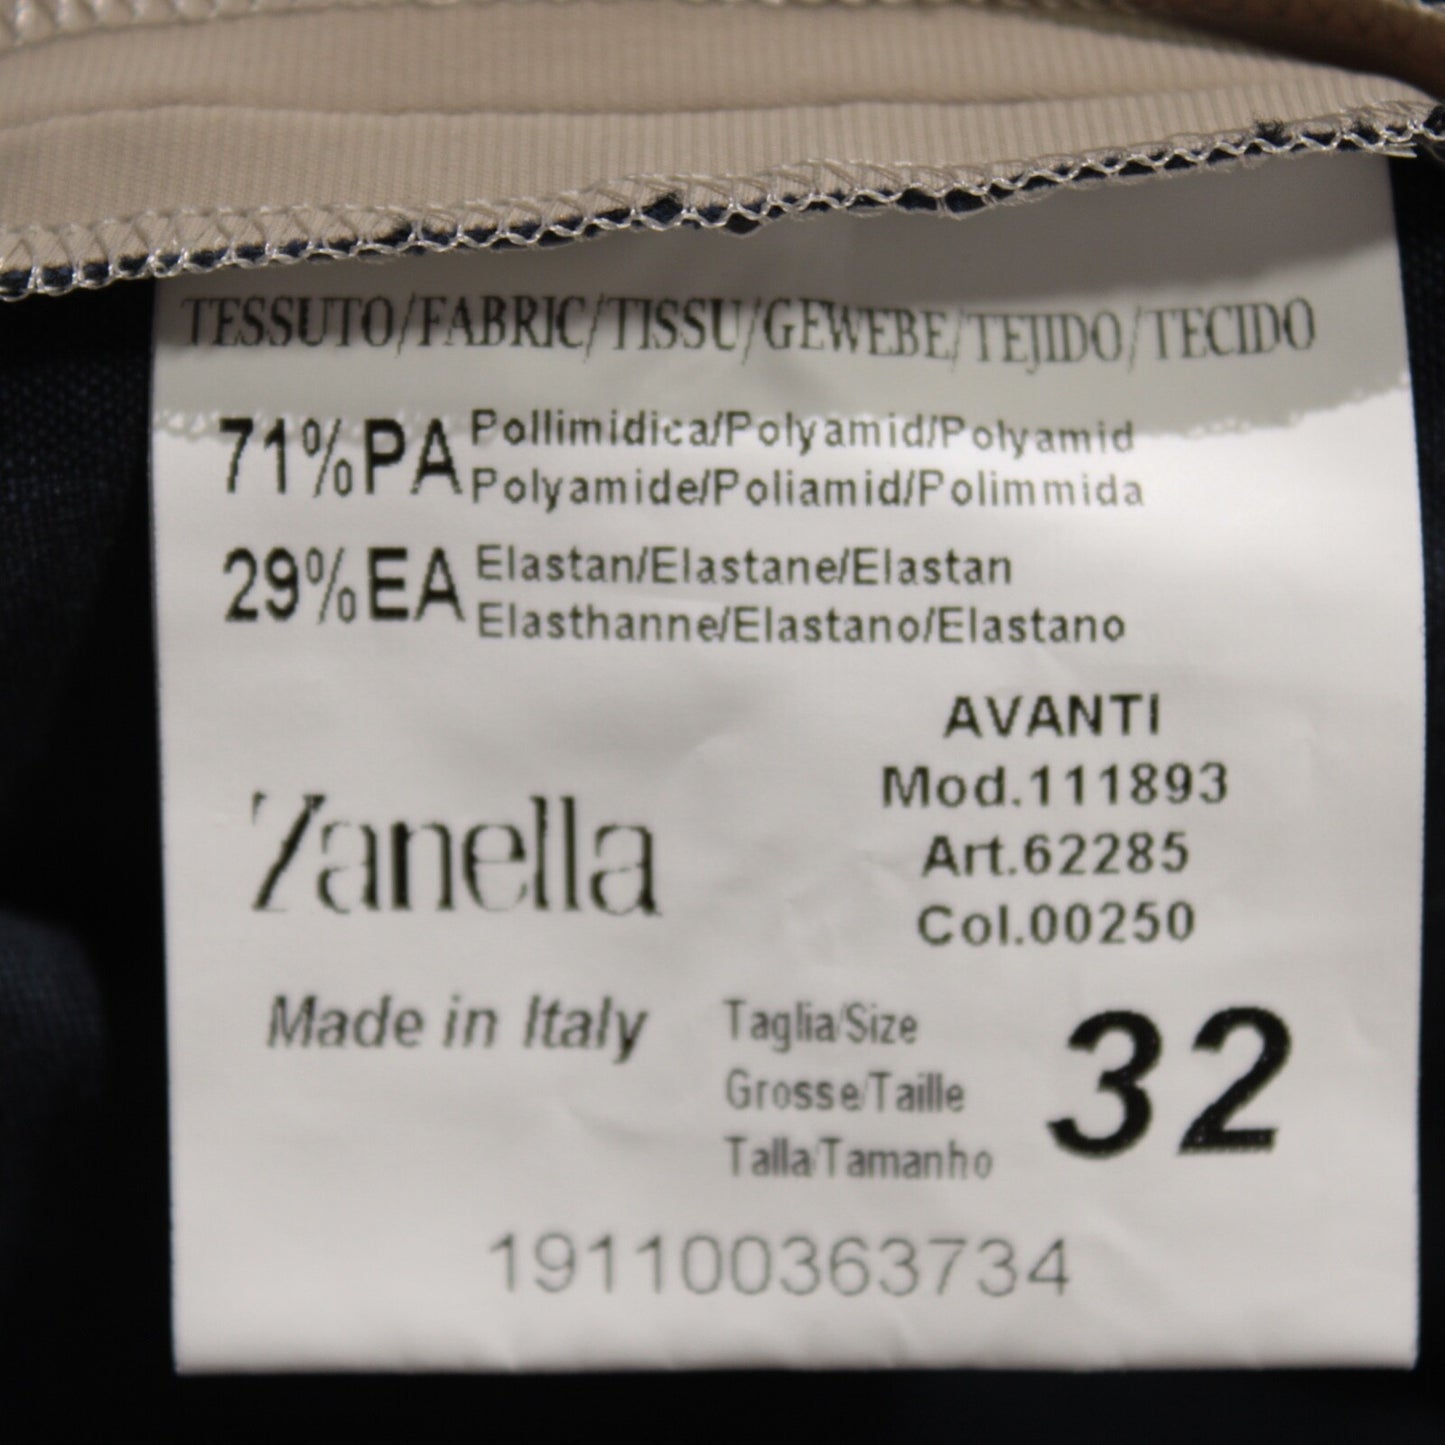 TESSUTO/FABRIC/TISSU/GEWEBE/TEJIDO/TECIDO
71%PA Pollimidica/Polyamid/Polyamid
Polyamide/Poliamid/Polimmida
29%EA Elastan/Elastane/Elastan
Elasthanne/Elastano/Elastano
AVANTI
Mod.111893
Art.62285
Col.00250
Zanella
Made in Italy
Taglia/Size
Grosse/Taille
Talla/Tamanho
32
191100363734